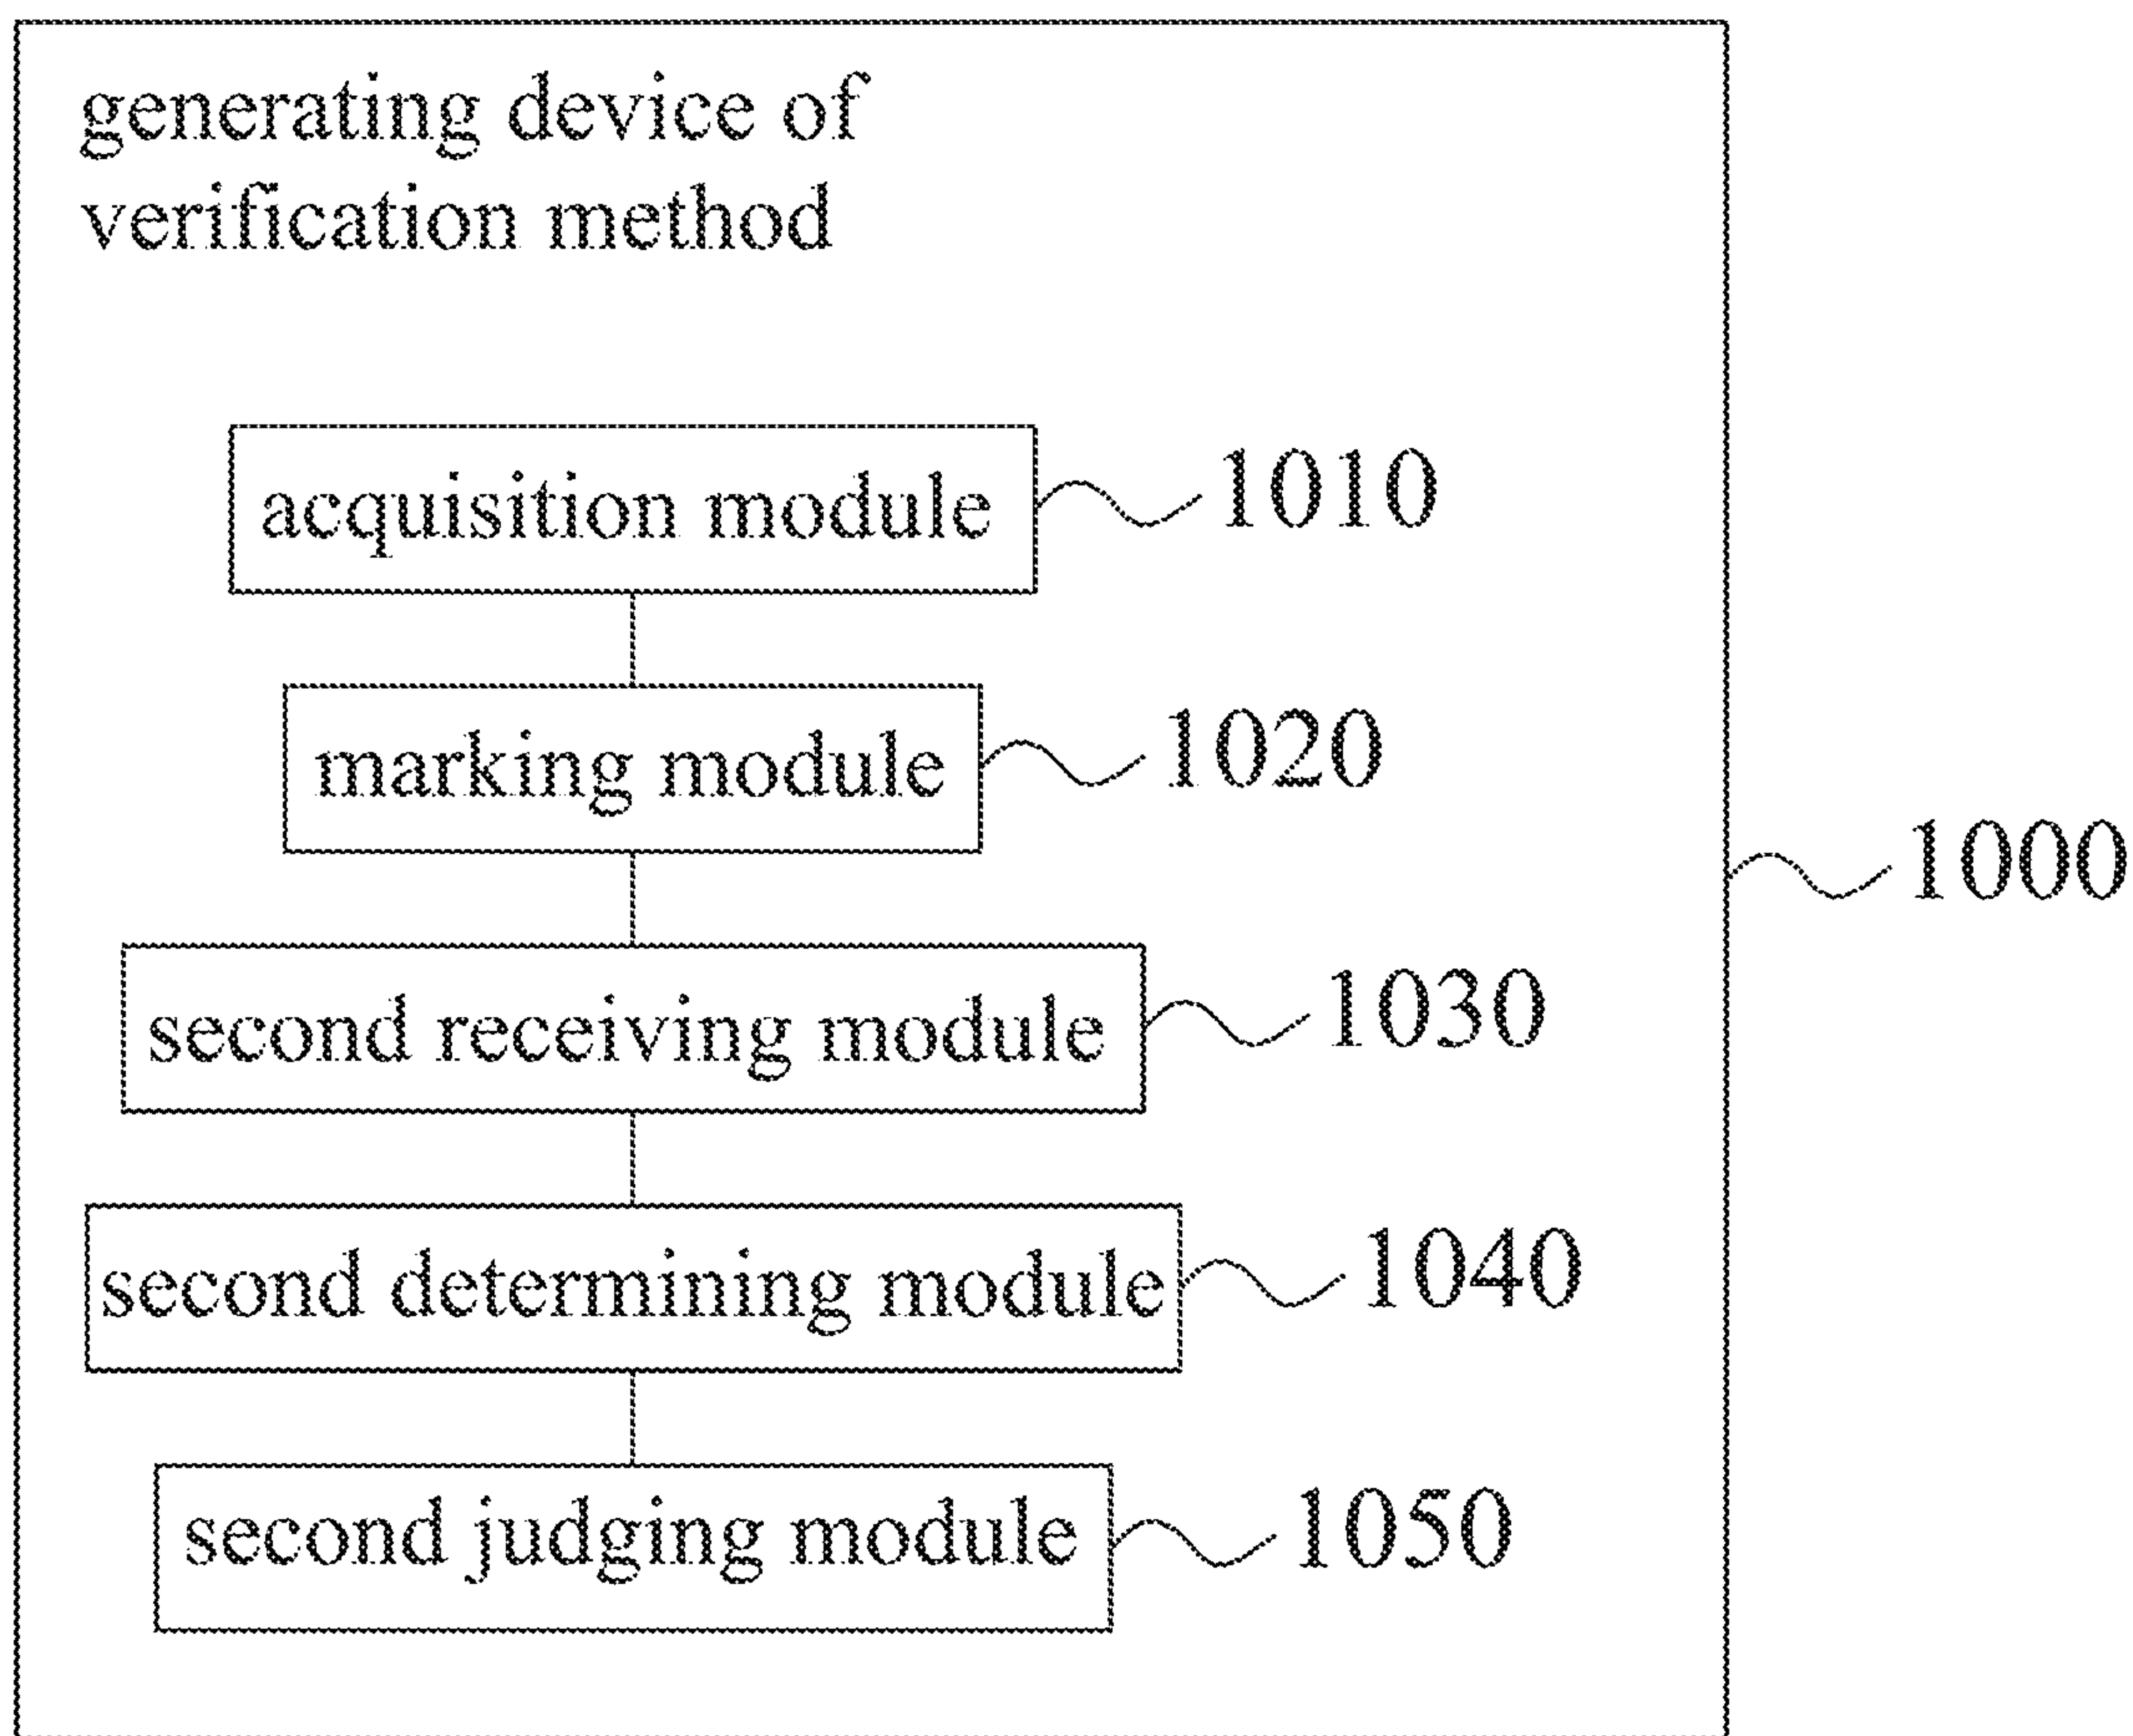 generating device of
verification method
acquisition module 1010
marking module 1020
1000
second receiving module 1030
second determining module 1040
second judging module 1050